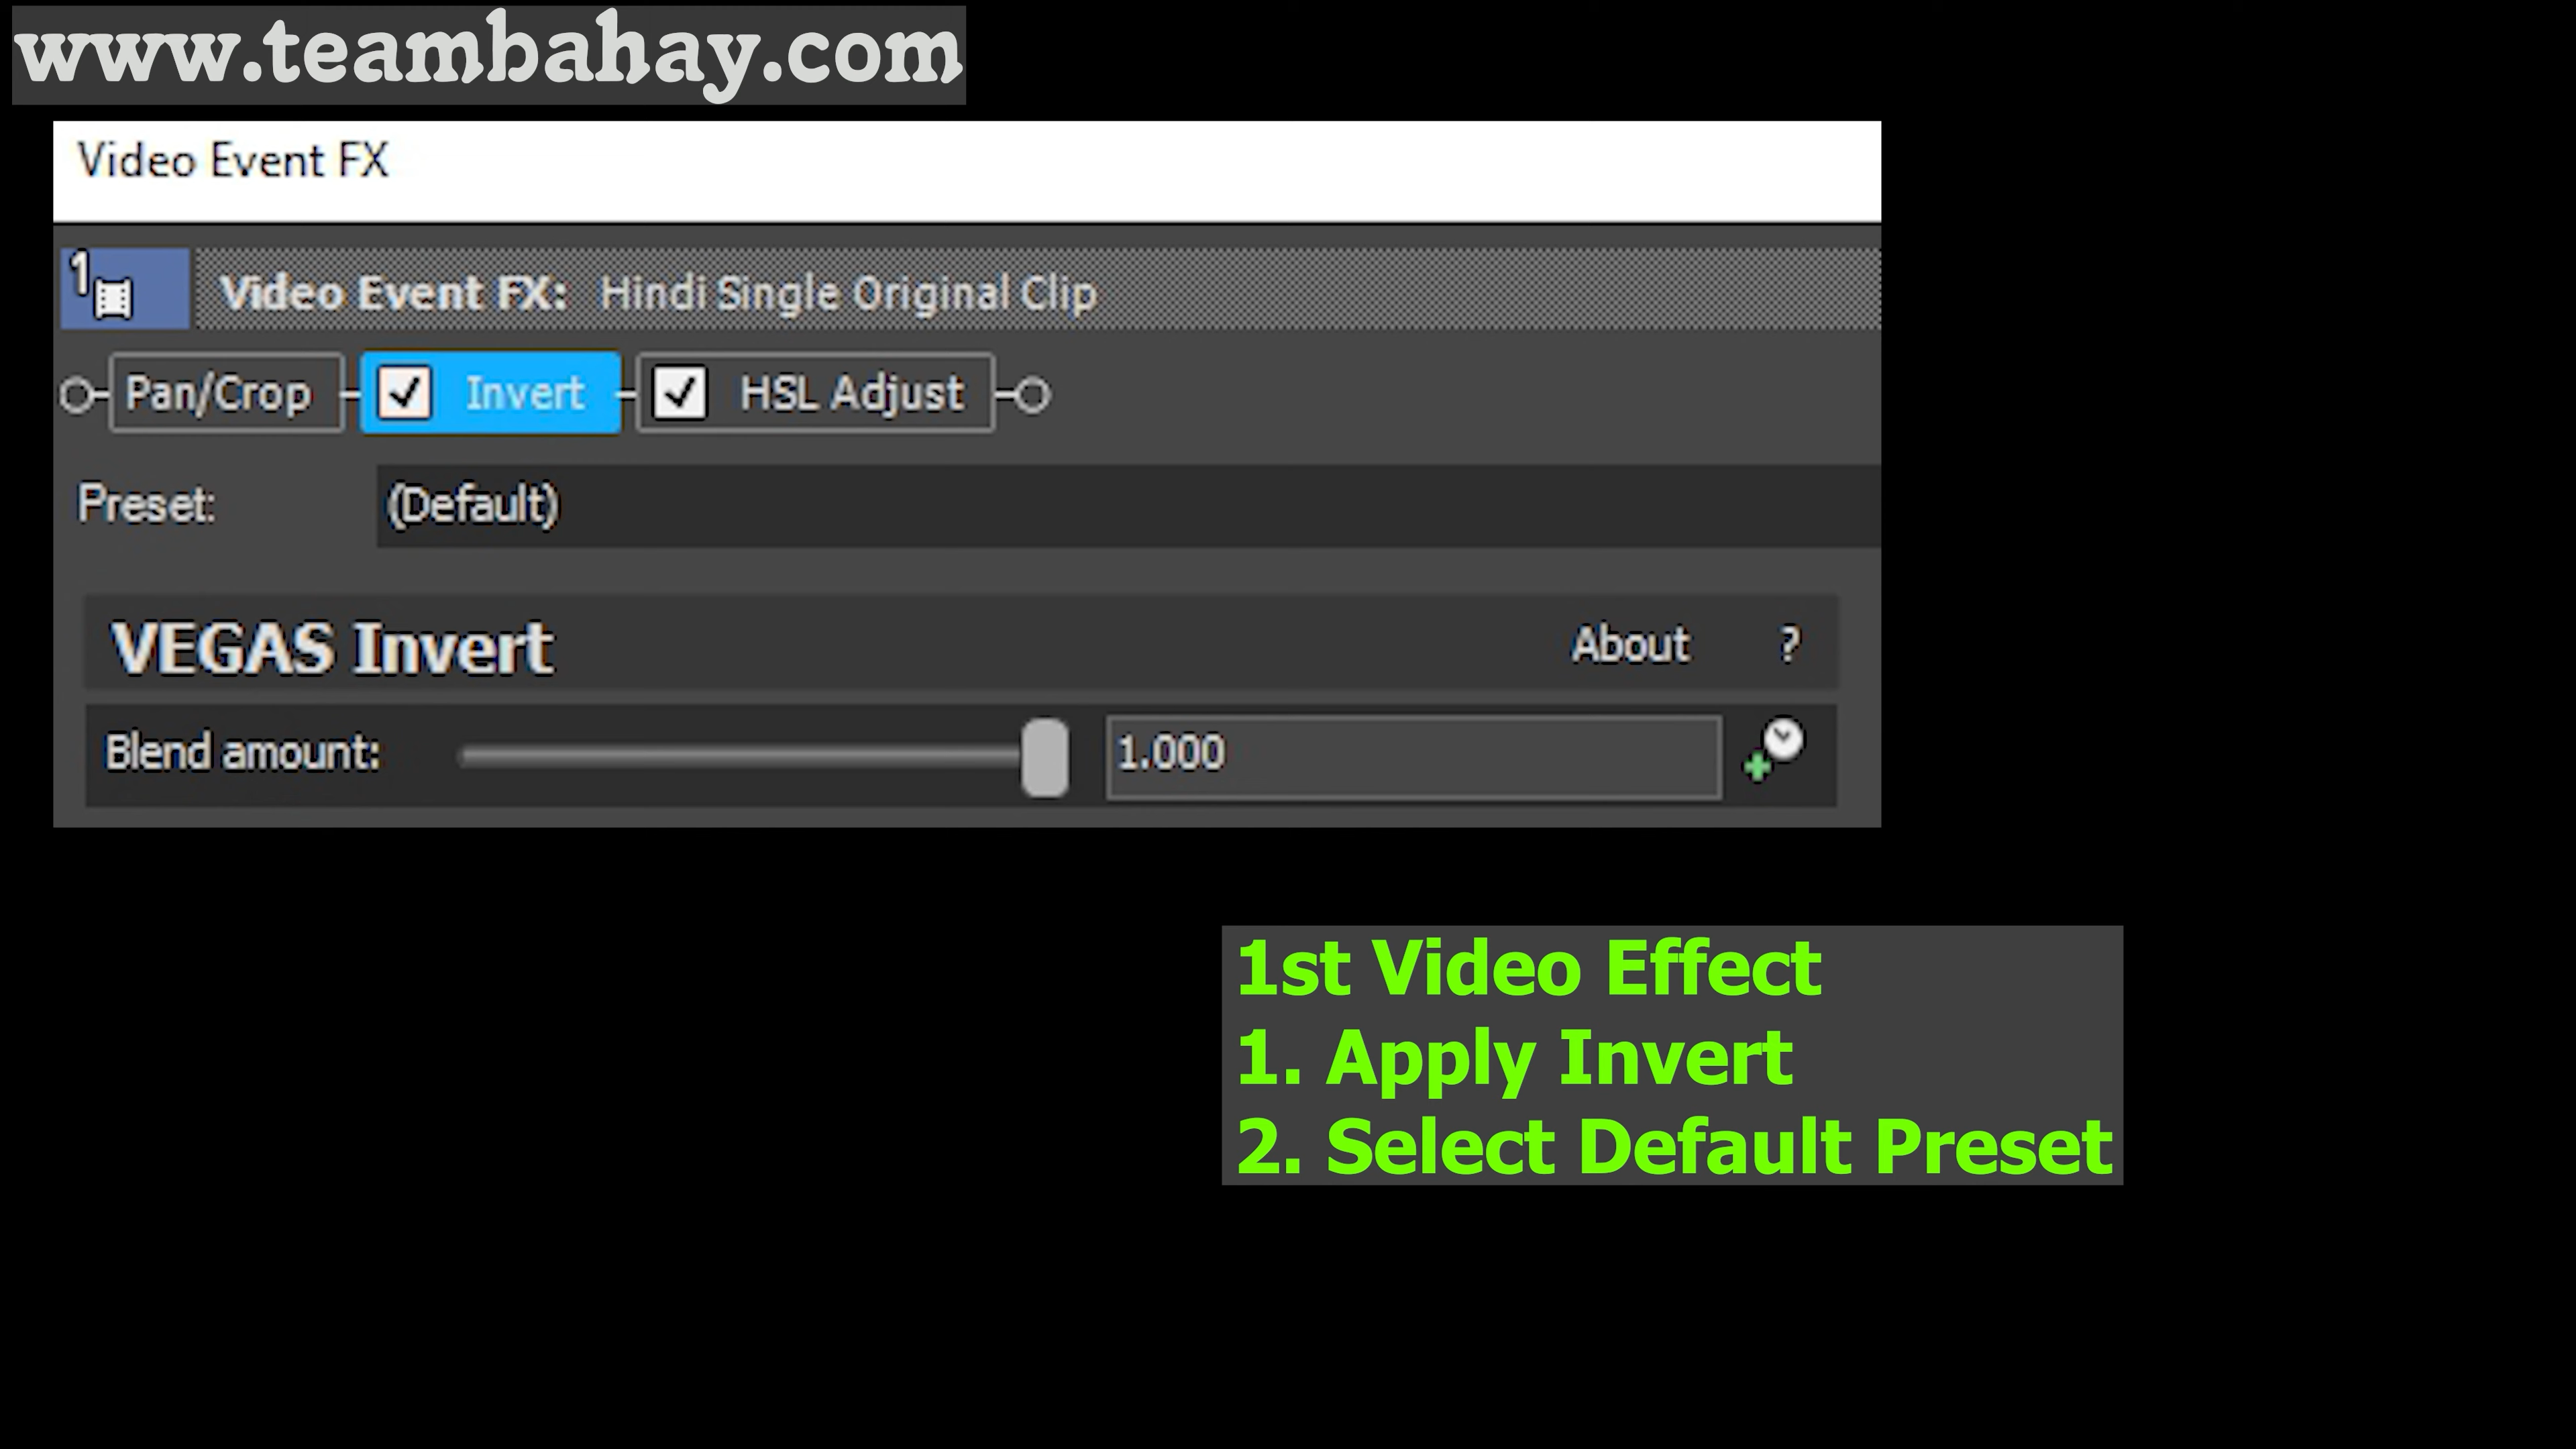 www.teambahay.com
Video Event FX
1
Video Event FX: Hindi Single Original Clip
Pan/Crop Invert HSL Adjust
Preset: (Default)
VEGAS Invert About ?
Blend amount: 1.000
1st Video Effect
1. Apply Invert
2. Select Default Preset